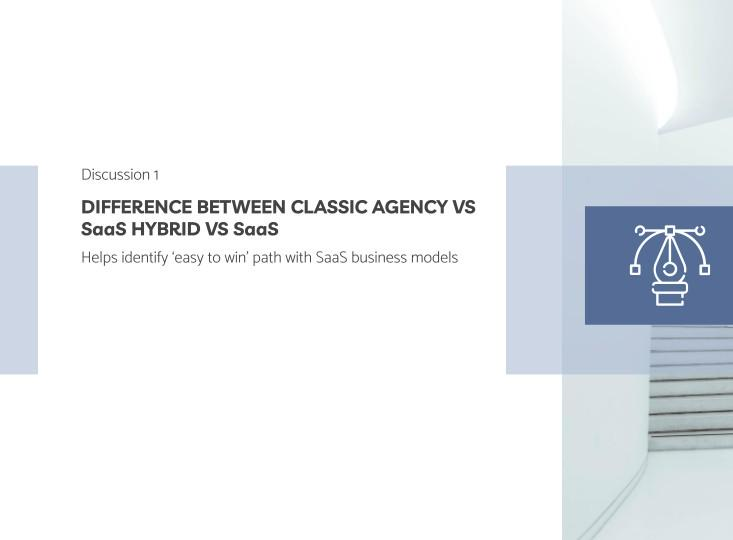 Discussion 1
DIFFERENCE BETWEEN CLASSIC AGENCY VS
SaaS HYBRID VS SaaS
Helps identify ‘easy to win’ path with SaaS business models